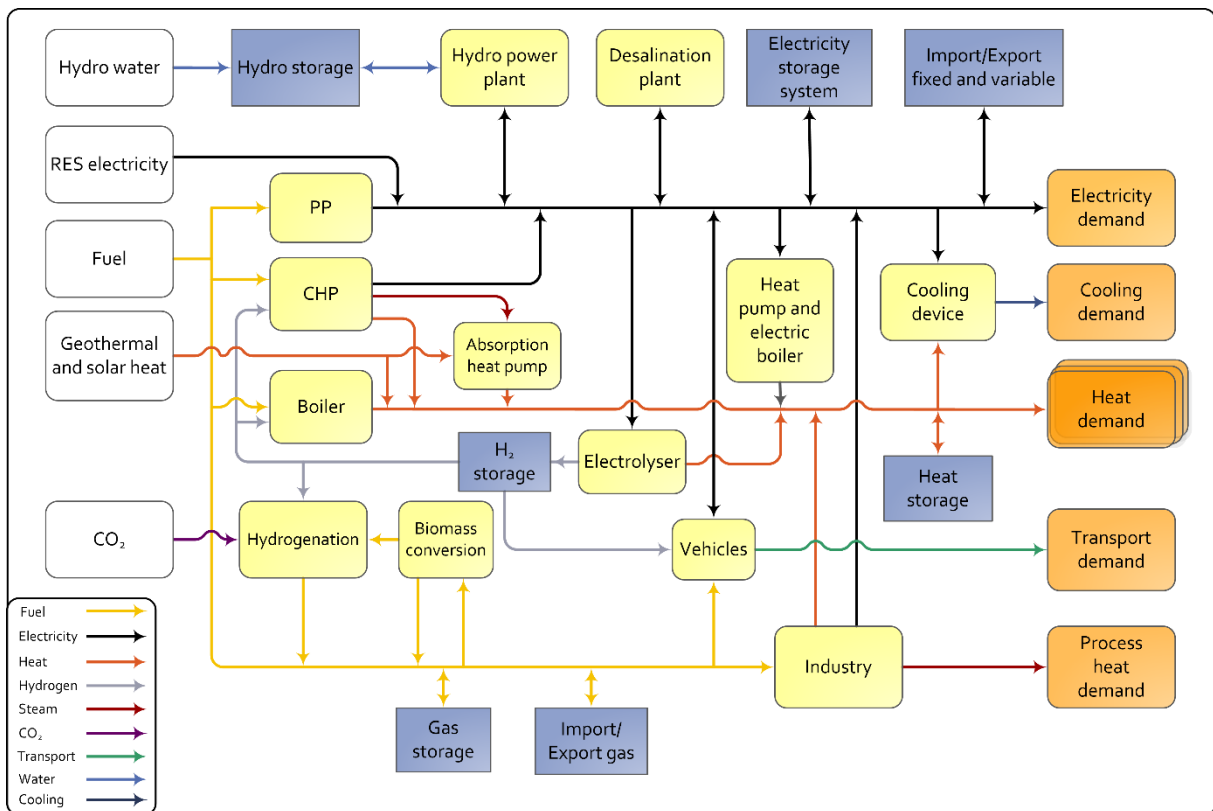 Hydro water
Hydro storage
Hydro power
plant
Desalination
plant
Electricity
storage
system
Import/Export
fixed and variable
RES electricity
PP
Electricity
demand
Fuel
CHP
Heat
pump and
electric
boiler
Cooling
device
Cooling
demand
Geothermal
and solar heat
Absorption
heat pump
Boiler
Heat
demand
H₂
storage
Electrolyser
Heat
storage
CO₂
Hydrogenation
Biomass
conversion
Vehicles
Transport
demand
Industry
Process
heat
demand
Gas
storage
Import/
Export gas
Fuel
Electricity
Heat
Hydrogen
Steam
CO₂
Transport
Water
Cooling